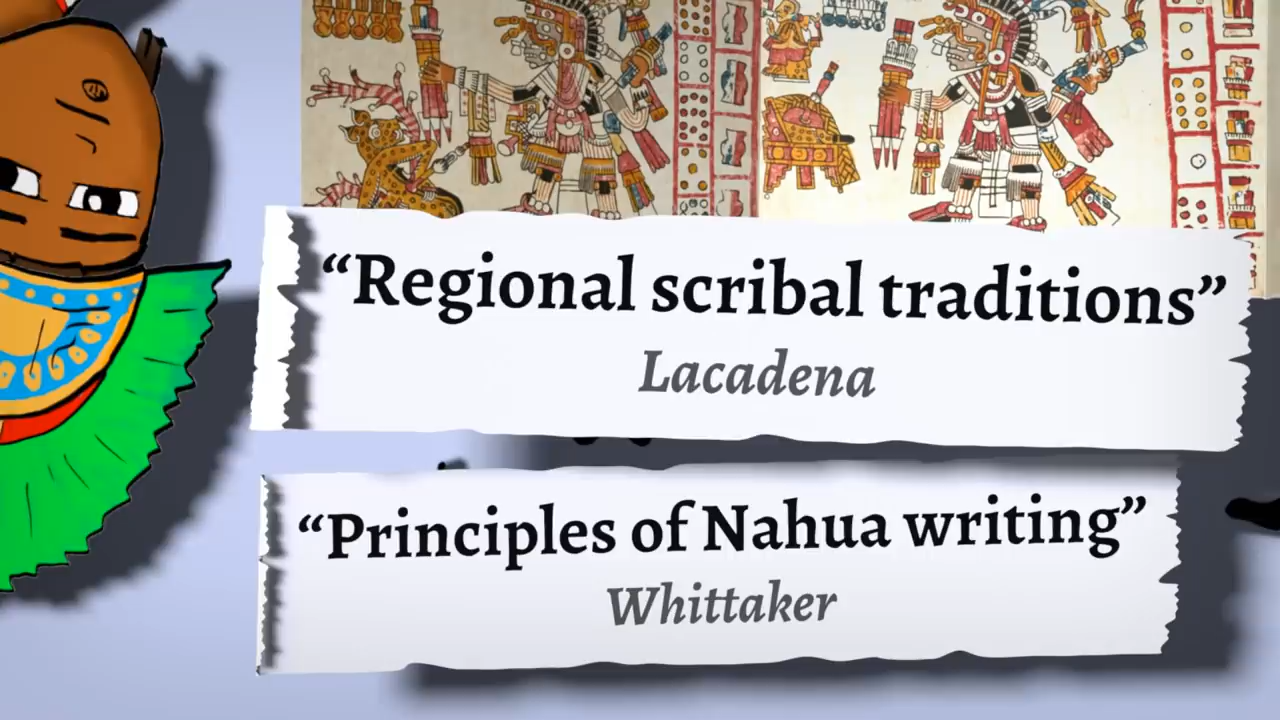 “Regional scribal traditions”
Lacadena
“Principles of Nahua writing”
Whittaker